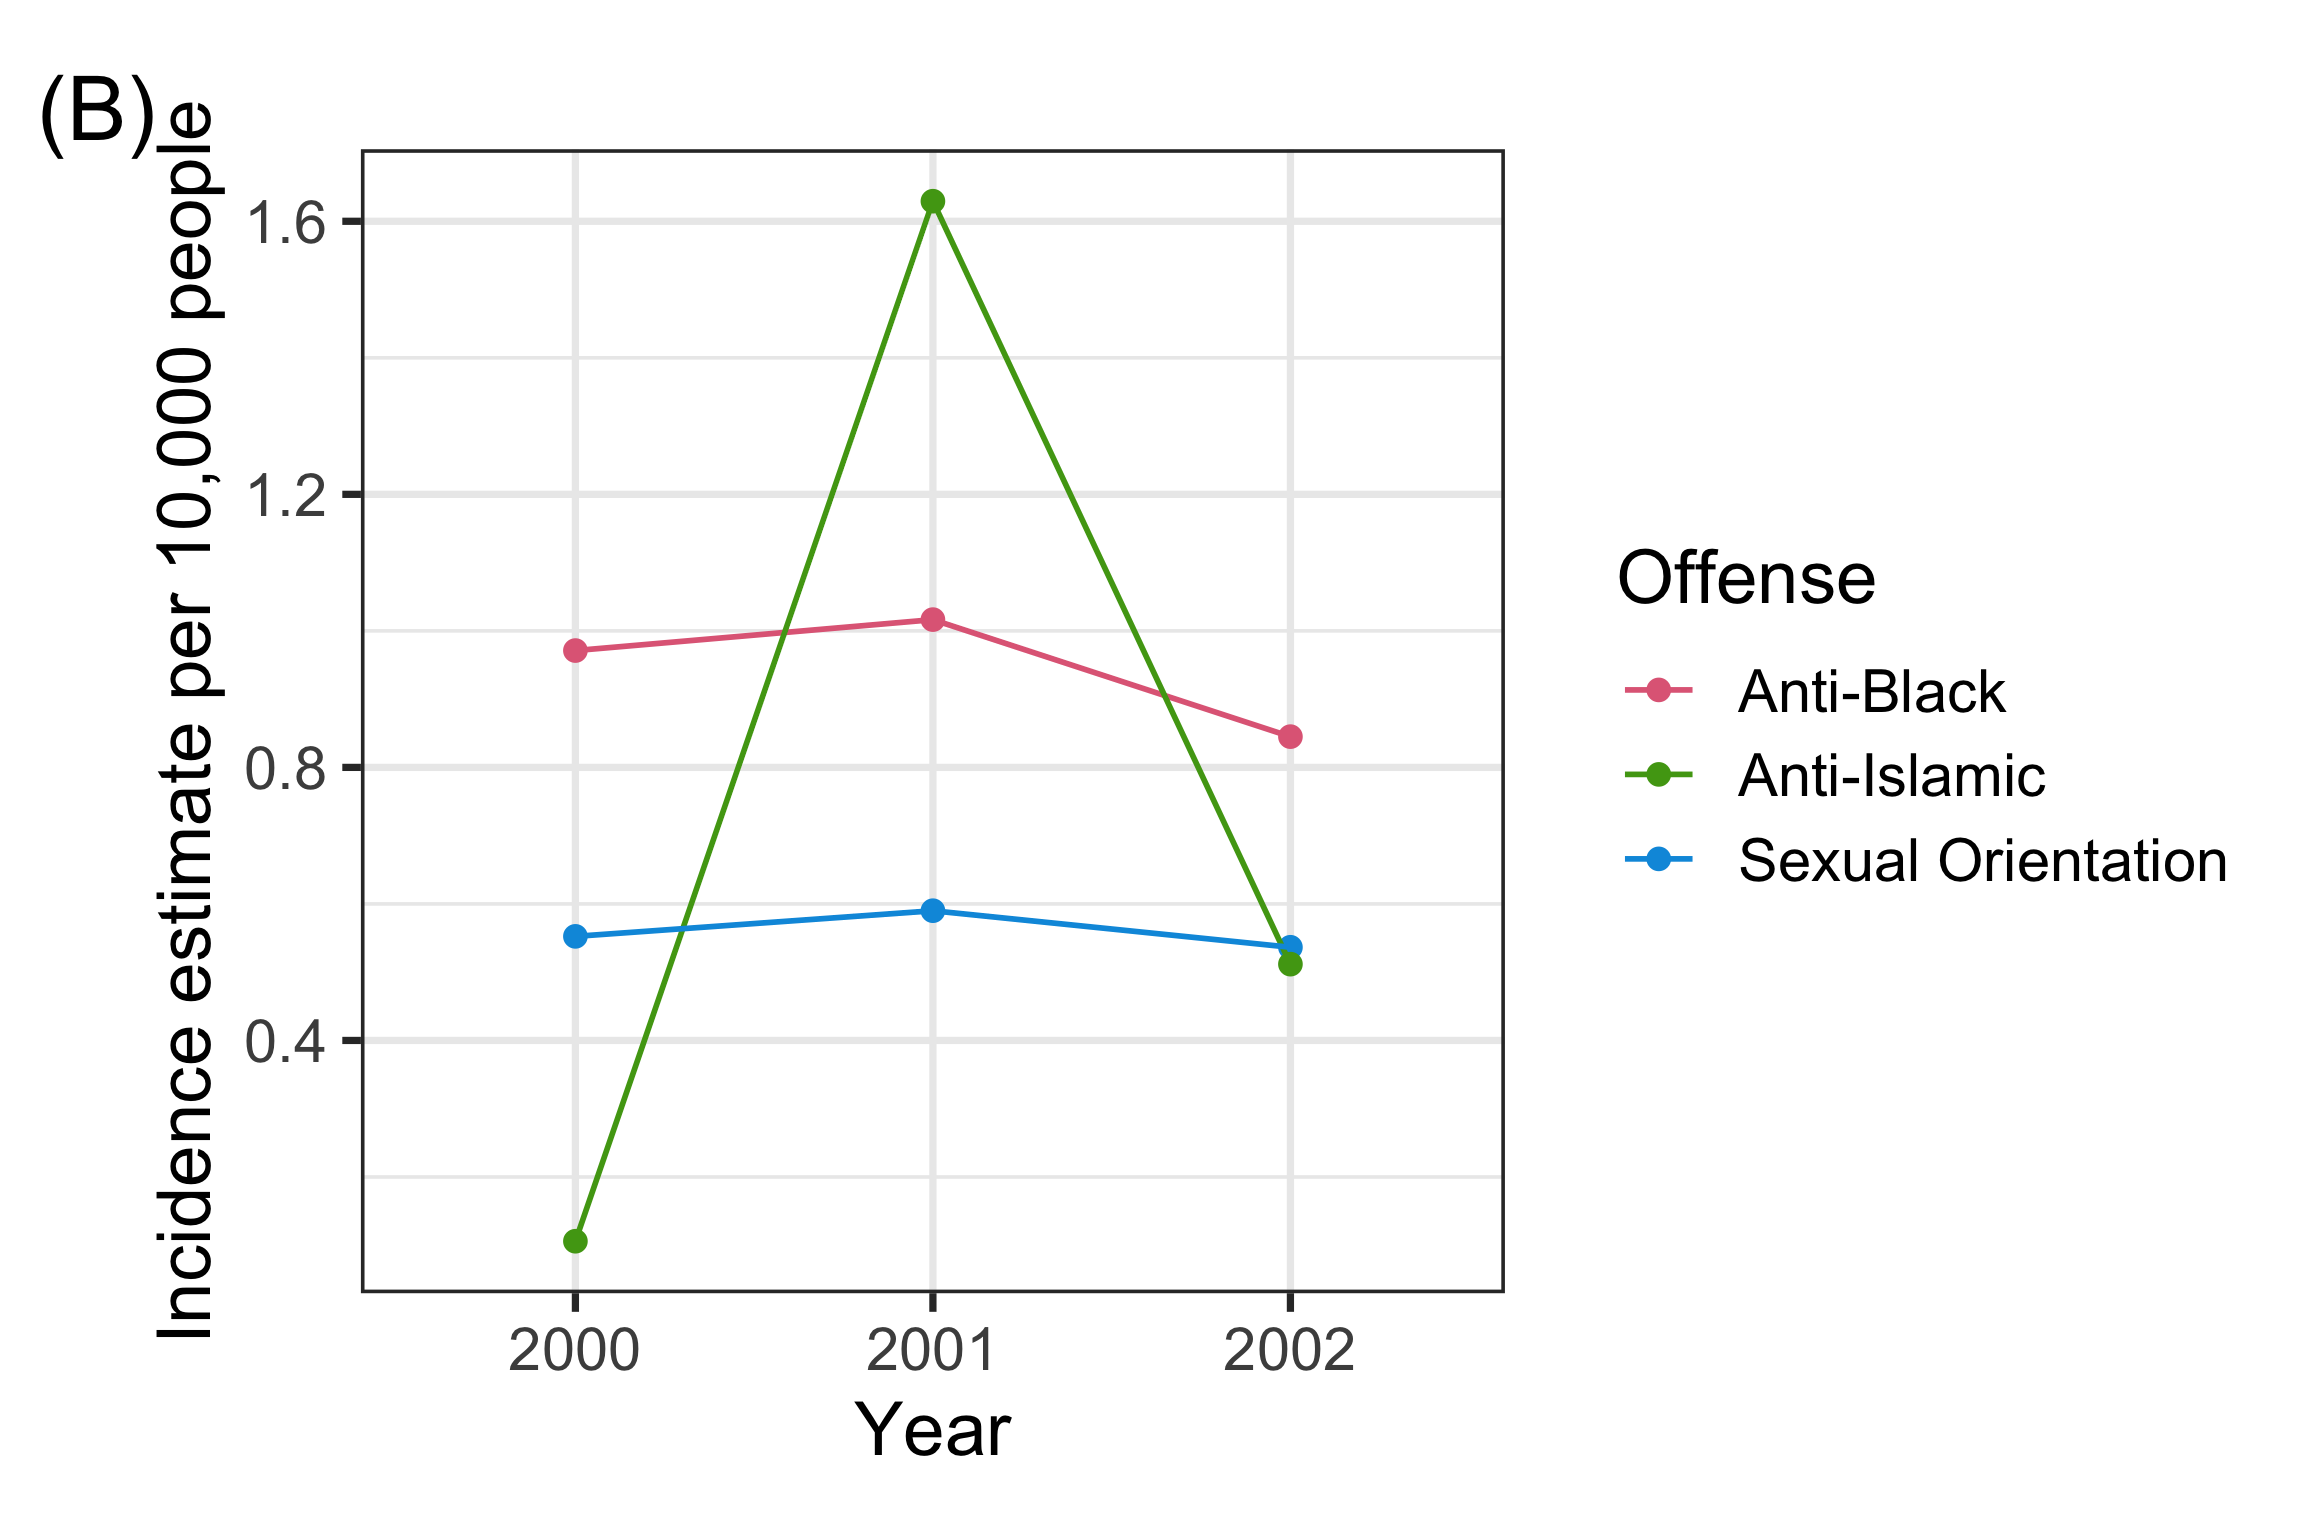 (B)
Incidence estimate per 10,000 people
1.6
1.2
0.8
0.4
2000
2001
2002
Year
Offense
Anti-Black
Anti-Islamic
Sexual Orientation